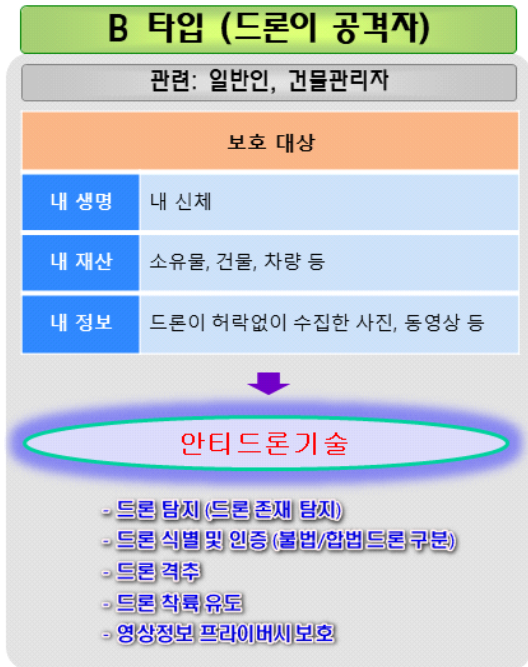 B 타입 (드론이 공격자)
관련: 일반인, 건물관리자
보호 대상
내 생명 내 신체
내 재산 소유물, 건물, 차량 등
내 정보 드론이 허락없이 수집한 사진, 동영상 등
안티드론기술
- 드론 탐지 (드론 존재 탐지)
- 드론 식별 및 인증 (불법/합법드론 구분)
- 드론 격추
- 드론 착륙 유도
- 영상정보 프라이버시 보호